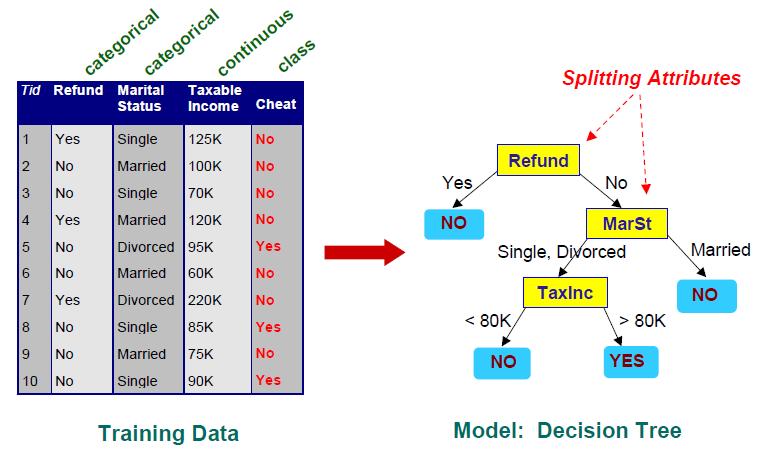 categorical categorical continuous class
Tid Refund Marital Status Taxable Income Cheat
1 Yes Single 125K No
2 No Married 100K No
3 No Single 70K No
4 Yes Married 120K No
5 No Divorced 95K Yes
6 No Married 60K No
7 Yes Divorced 220K No
8 No Single 85K Yes
9 No Married 75K No
10 No Single 90K Yes
Training Data
Splitting Attributes
Refund
Yes No
NO MarSt
Single, Divorced Married
TaxInc NO
< 80K > 80K
NO YES
Model: Decision Tree